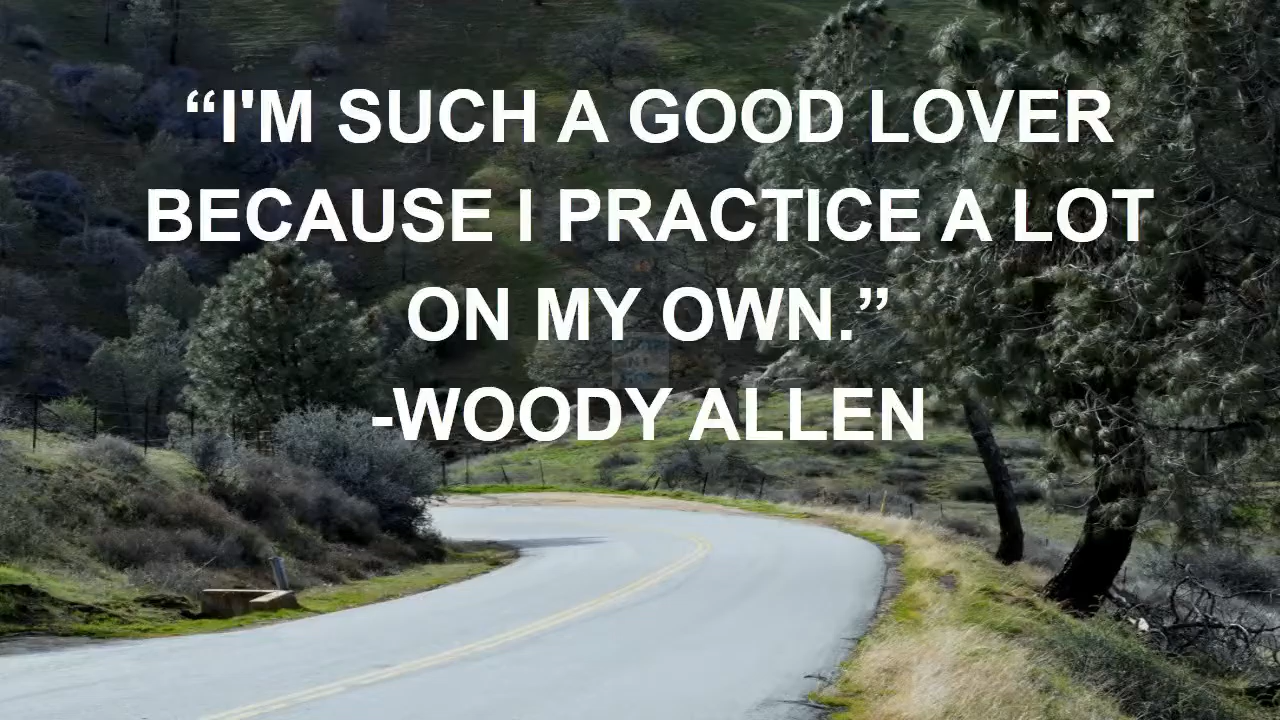 “I'M SUCH A GOOD LOVER
BECAUSE I PRACTICE A LOT
ON MY OWN.”
-WOODY ALLEN